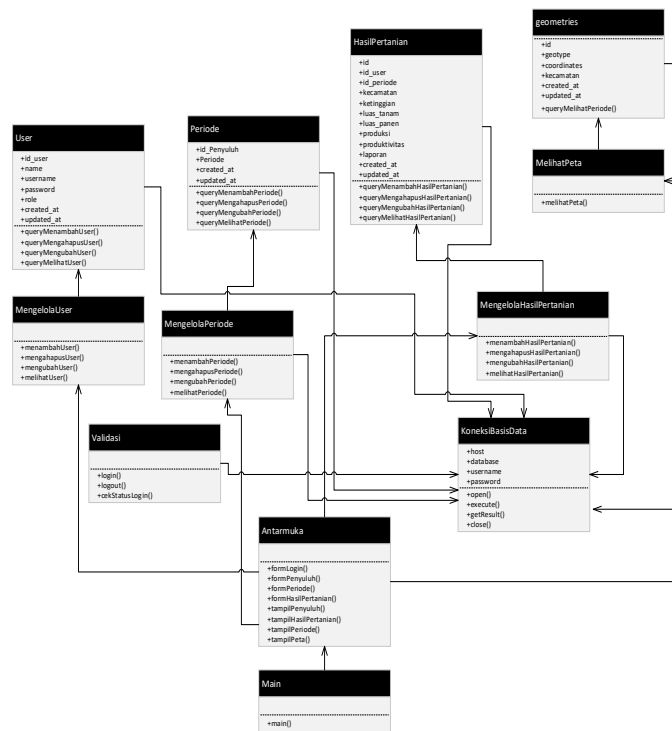 geometries
+id
+geotype
+coordinates
+kecamatan
+created_at
+updated_at
+queryMelihatPeriode()
HasilPertanian
+id
+id_user
+id_periode
+kecamatan
+ketinggian
+luas_tanam
+luas_panen
+produksi
+produktivitas
+laporan
+created_at
+updated_at
+queryMenambahHasilPertanian()
+queryMengahapusHasilPertanian()
+queryMengubahHasilPertanian()
+queryMelihatHasilPertanian()
Periode
+id_Penyuluh
+Periode
+created_at
+updated_at
+queryMenambahPeriode()
+queryMengahapusPeriode()
+queryMengubahPeriode()
+queryMelihatPeriode()
User
+id_user
+name
+username
+password
+role
+created_at
+updated_at
+queryMenambahUser()
+queryMengahapusUser()
+queryMengubahUser()
+queryMelihatUser()
MelihatPeta
+melihatPeta()
MengelolaUser
+menambahUser()
+mengahapusUser()
+mengubahUser()
+melihatUser()
MengelolaPeriode
+menambahPeriode()
+mengahapusPeriode()
+mengubahPeriode()
+melihatPeriode()
MengelolaHasilPertanian
+menambahHasilPertanian()
+mengahapusHasilPertanian()
+mengubahHasilPertanian()
+melihatHasilPertanian()
Validasi
+login()
+logout()
+cekStatusLogin()
KoneksiBasisData
+host
+database
+username
+password
+open()
+execute()
+getResult()
+close()
Antarmuka
+formLogin()
+formPenyuluh()
+formPeriode()
+formHasilPertanian()
+tampilPenyuluh()
+tampilHasilPertanian()
+tampilPeriode()
+tampilPeta()
Main
+main()